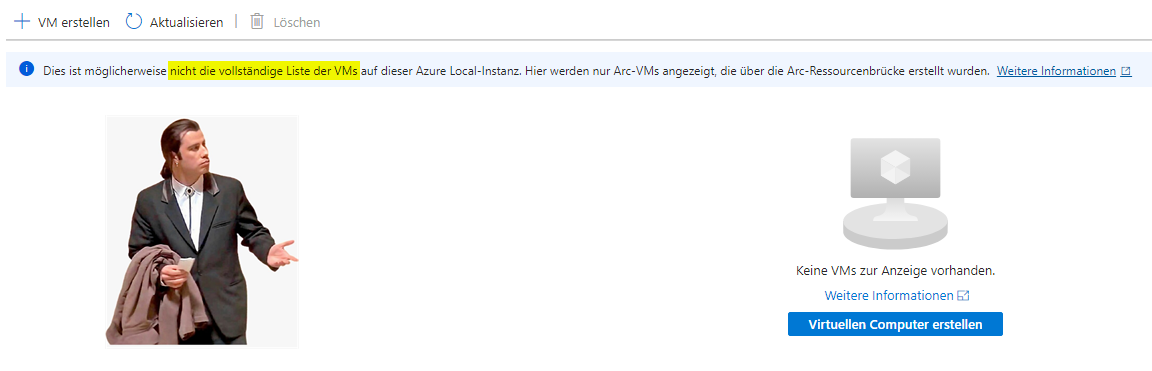 VM erstellen Aktualisieren Löschen
Dies ist möglicherweise nicht die vollständige Liste der VMs auf dieser Azure Local-Instanz. Hier werden nur Arc-VMs angezeigt, die über die Arc-Ressourcenbrücke erstellt wurden. Weitere Informationen
Keine VMs zur Anzeige vorhanden.
Weitere Informationen
Virtuellen Computer erstellen